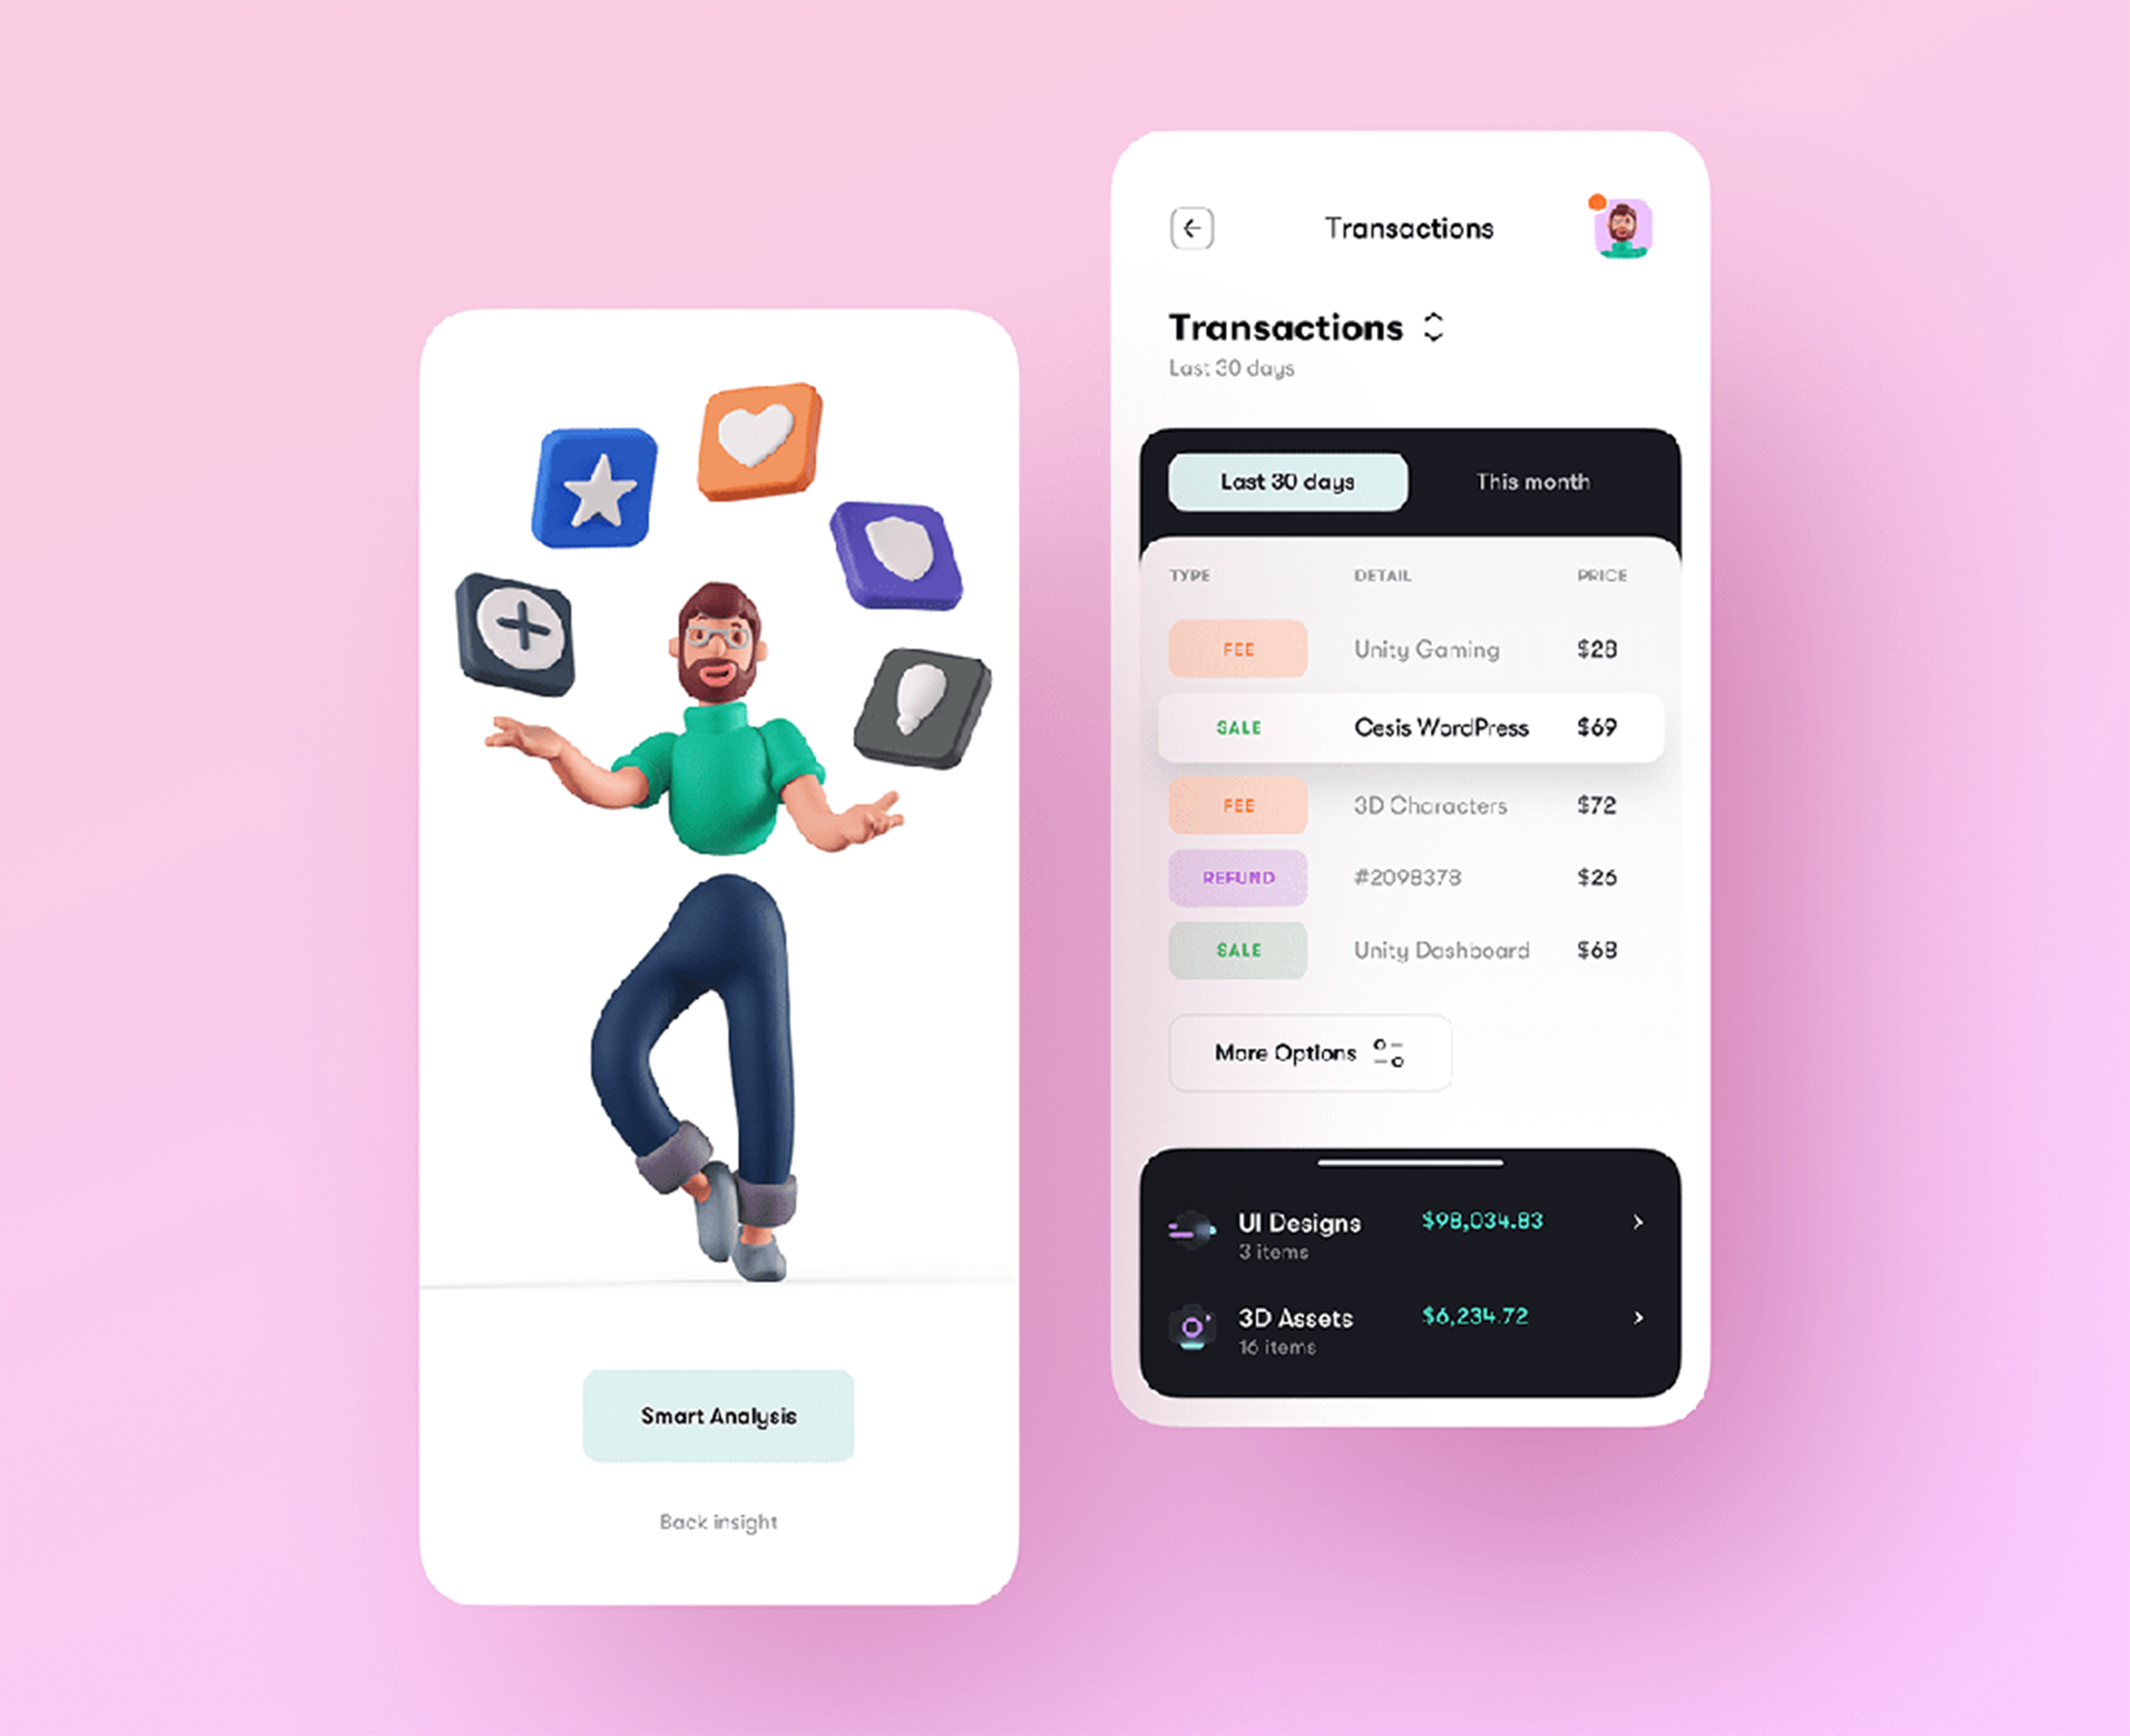 Smart Analysis
Back insight
Transactions
Transactions
Last 30 days
Last 30 days This month
TYPE DETAIL PRICE
FEE Unity Gaming $28
SALE Cesis WordPress $69
FEE 3D Characters $72
REFUND #2098378 $26
SALE Unity Dashboard $68
More Options
UI Designs $98,034.83
3 items
3D Assets $6,234.72
16 items